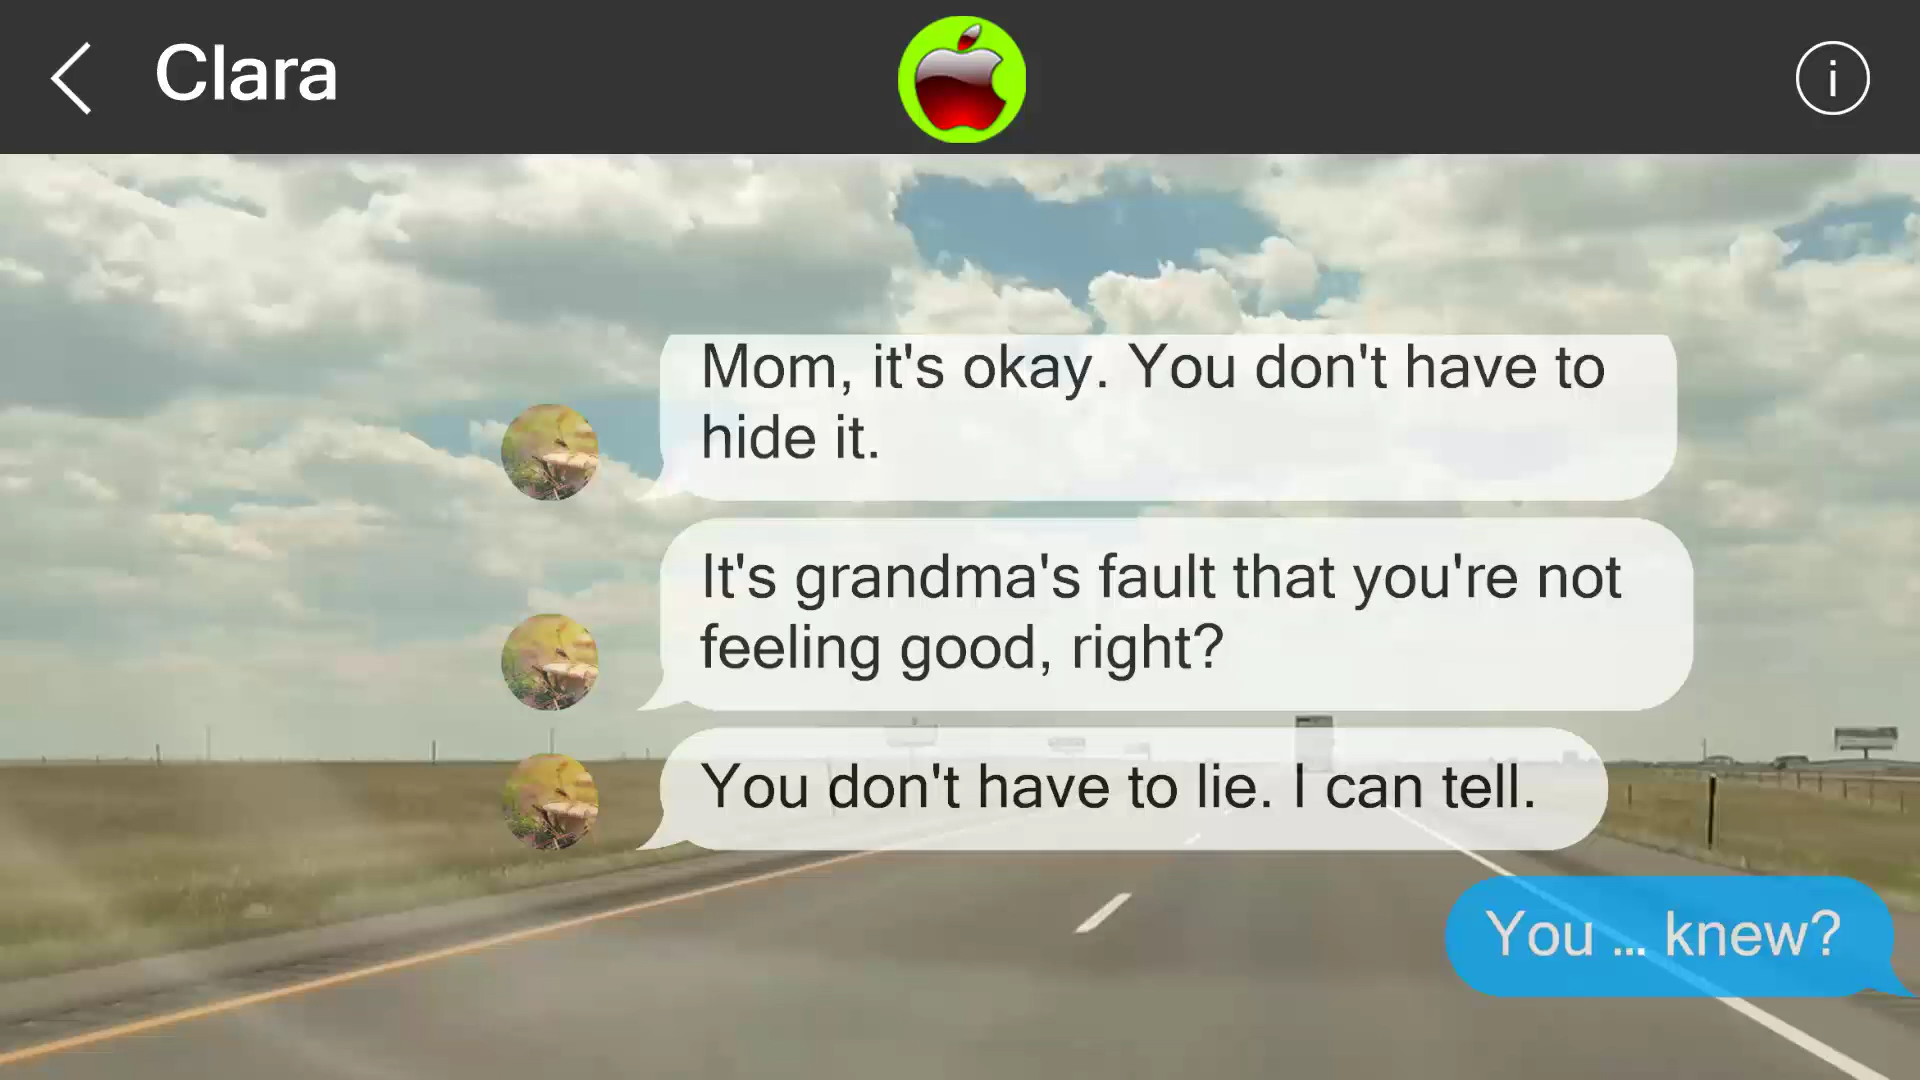 Clara
i
Mom, it's okay. You don't have to
hide it.
It's grandma's fault that you're not
feeling good, right?
You don't have to lie. I can tell.
You ... knew?